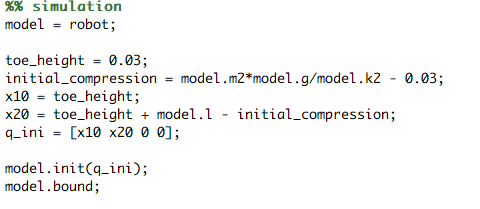 %% simulation
model = robot;
toe_height = 0.03;
initial_compression = model.m2*model.g/model.k2 - 0.03;
x10 = toe_height;
x20 = toe_height + model.l - initial_compression;
q_ini = [x10 x20 0 0];
model.init(q_ini);
model.bound;